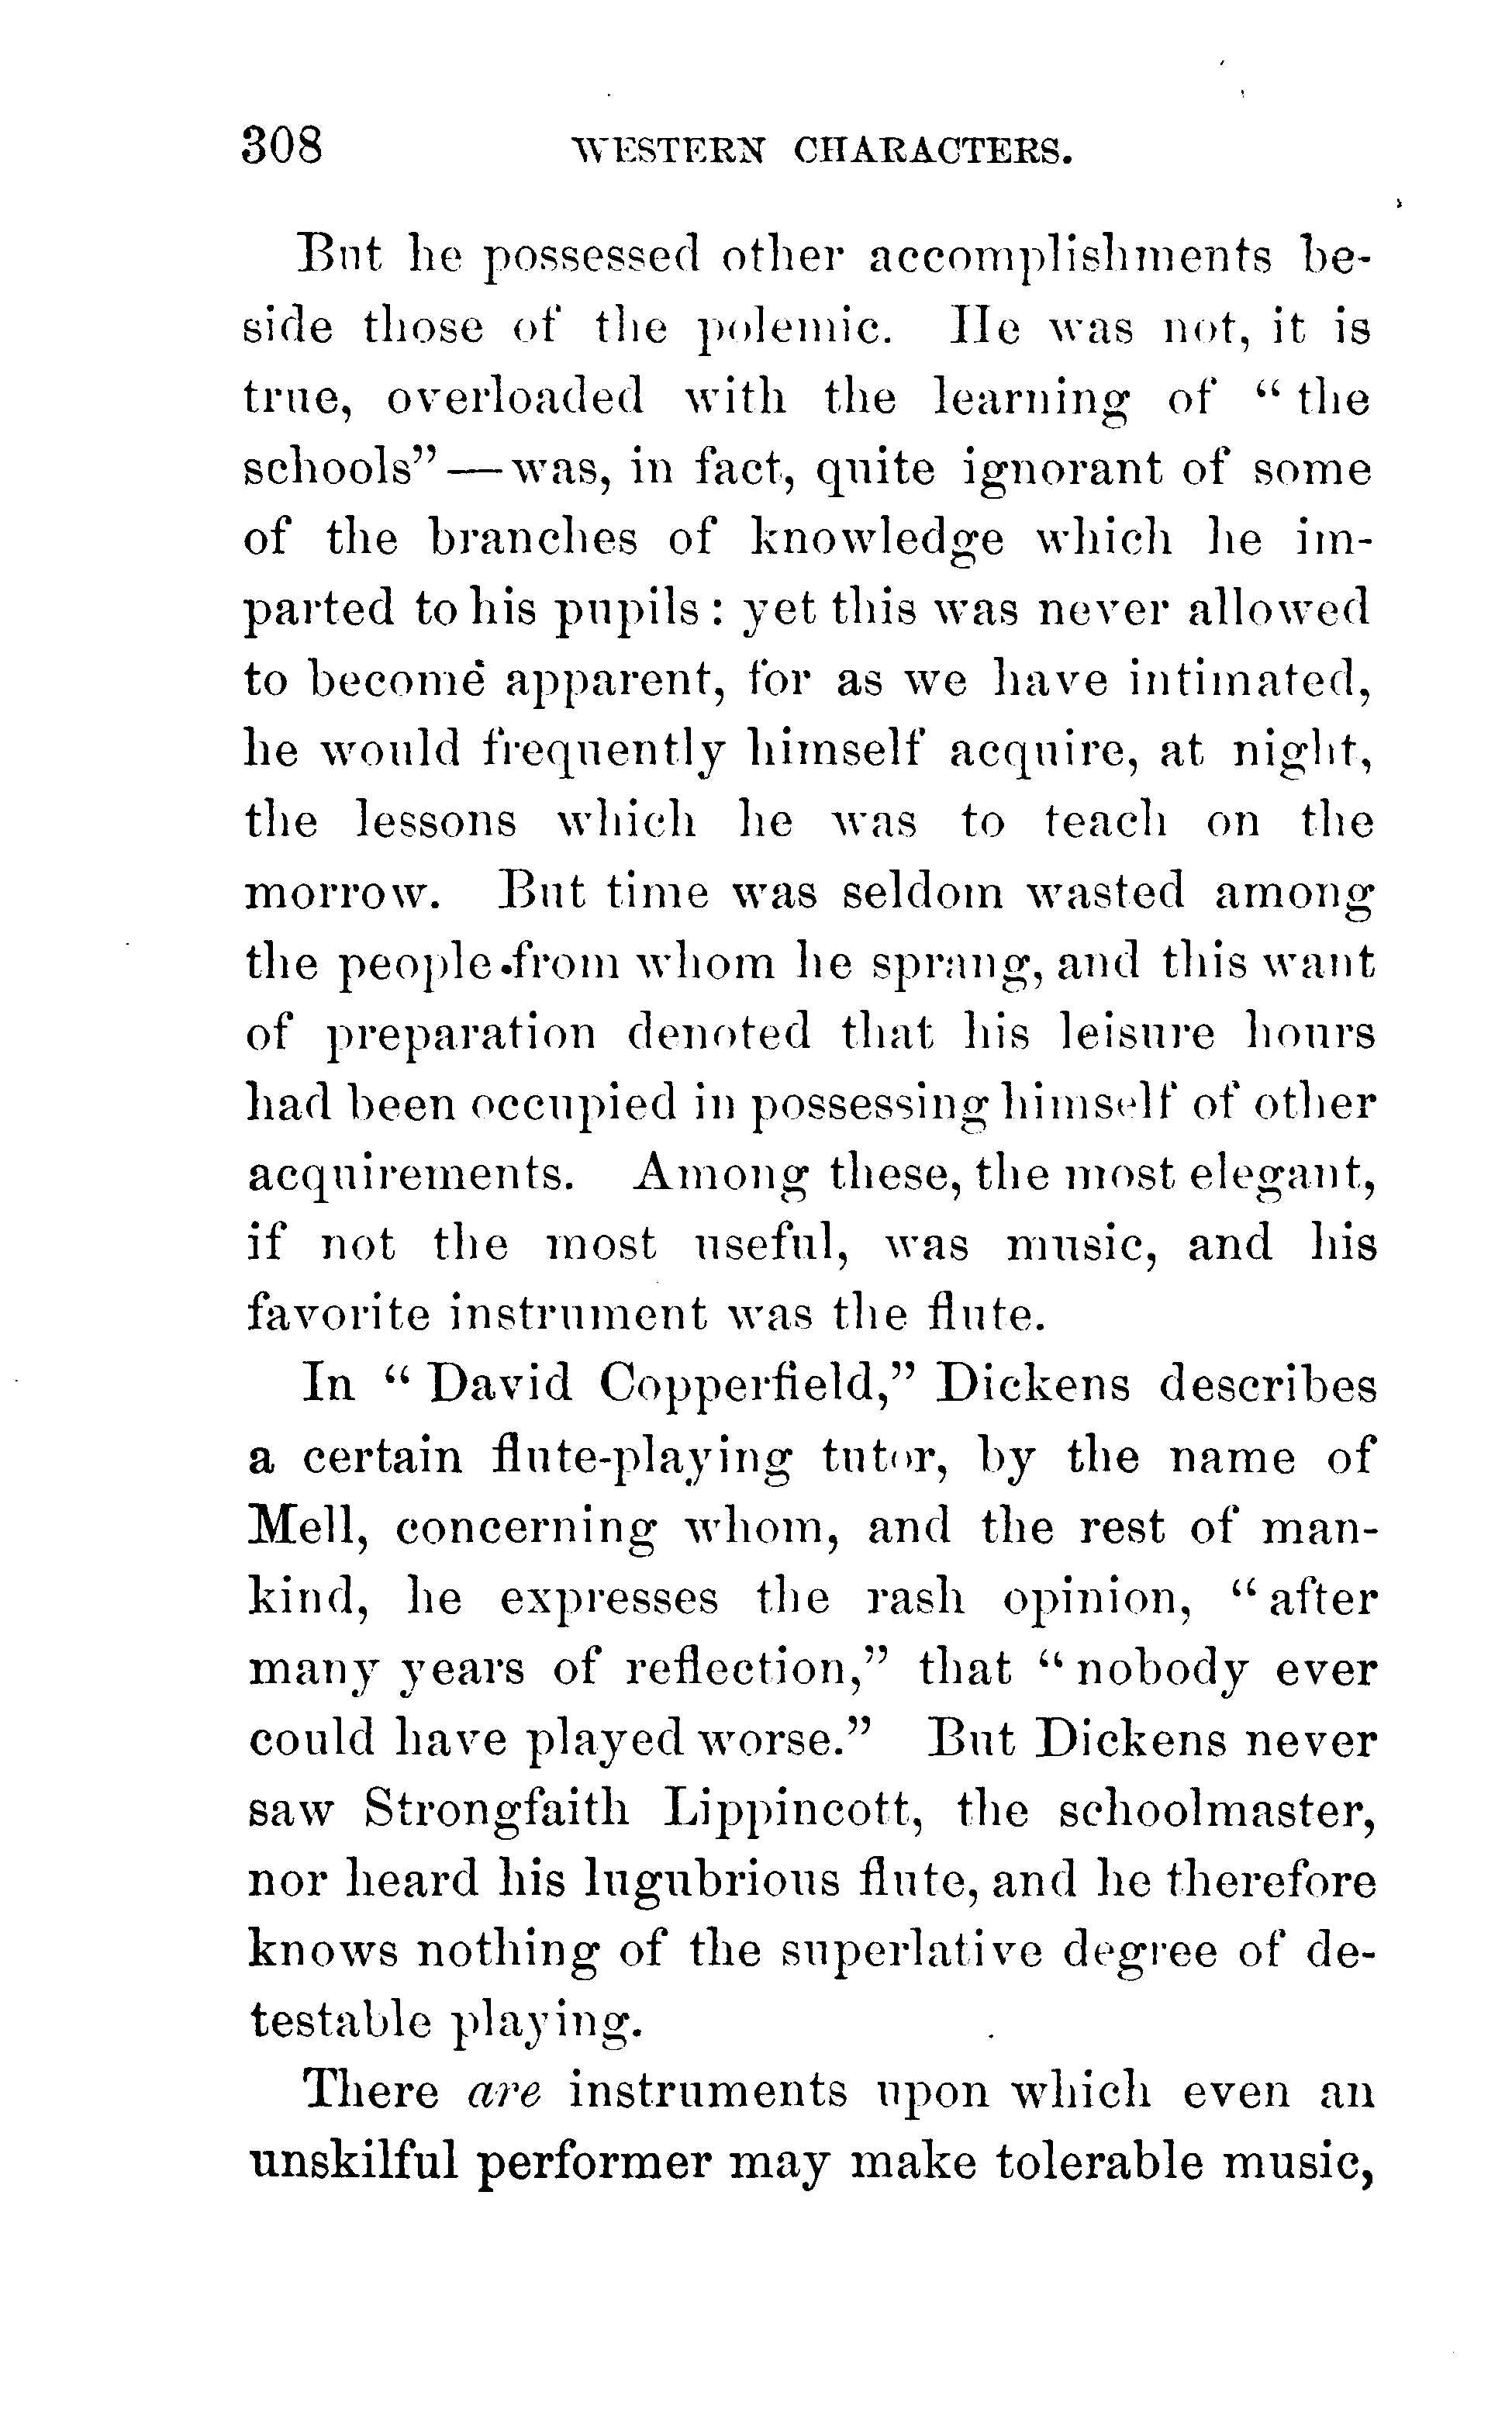 308 WESTERN CHARACTERS.
But he possessed other accomplishments be-
side those of the polemic. He was not, it is
true, overloaded with the learning of "the
schools"—was, in fact, quite ignorant of some
of the branches of knowledge which he im-
parted to his pupils: yet this was never allowed
to become apparent, for as we have intimated,
he would frequently himself acquire, at night,
the lessons which he was to teach on the
morrow. But time was seldom wasted among
the people from whom he sprang, and this want
of preparation denoted that his leisure hours
had been occupied in possessing himself of other
acquirements. Among these, the most elegant,
if not the most useful, was music, and his
favorite instrument was the flute.
In "David Copperfield," Dickens describes
a certain flute-playing tutor, by the name of
Mell, concerning whom, and the rest of man-
kind, he expresses the rash opinion, "after
many years of reflection," that "nobody ever
could have played worse." But Dickens never
saw Strongfaith Lippincott, the schoolmaster,
nor heard his lugubrious flute, and he therefore
knows nothing of the superlative degree of de-
testable playing.
There are instruments upon which even an
unskilful performer may make tolerable music,